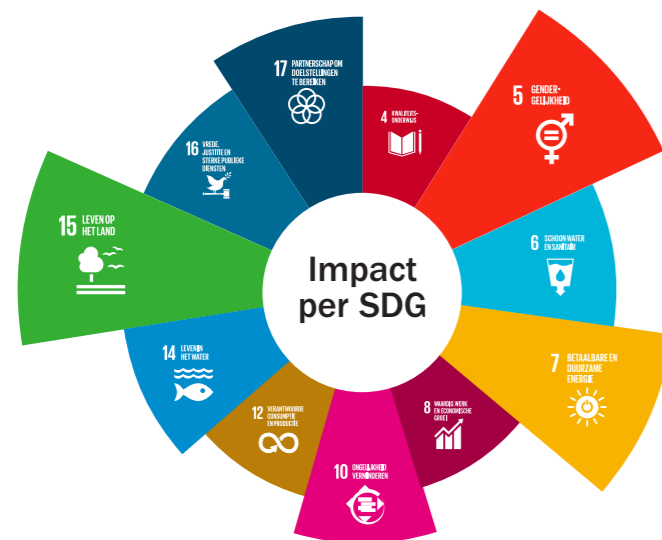 Impact
per SDG
4 KWALITEITS-
ONDERWIJS
5 GENDER-
GELIJKHEID
6 SCHOON WATER
EN SANITAIR
7 BETAALBARE EN
DUURZAME
ENERGIE
8 WAARDIG WERK
EN ECONOMISCHE
GROEI
10 ONGELIJKHEID
VERMINDEREN
12 VERANTWOORDE
CONSUMPTIE
EN PRODUCTIE
14 LEVEN IN
HET WATER
15 LEVEN OP
HET LAND
16 VREDE,
JUSTITIE EN
STERKE PUBLIEKE
DIENSTEN
17 PARTNERSCHAP OM
DOELSTELLINGEN
TE BEREIKEN